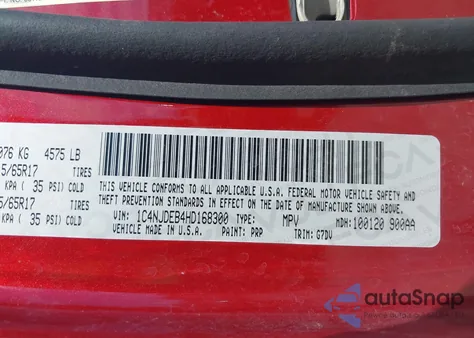 076 KG 4575 LB
5/65R17 TIRES
KPA ( 35 PSI) COLD
5/65R17 TIRES
KPA ( 35 PSI) COLD
THIS VEHICLE CONFORMS TO ALL APPLICABLE U.S.A. FEDERAL MOTOR VEHICLE SAFETY AND
THEFT PREVENTION STANDARDS IN EFFECT ON THE DATE OF MANUFACTURE SHOWN ABOVE.
VIN: 1C4NJDEB4HD168300 TYPE: MPV MDH: 100120 900AA
VEHICLE MADE IN U.S.A. PAINT: PRP TRIM: G7DV
autoSnap